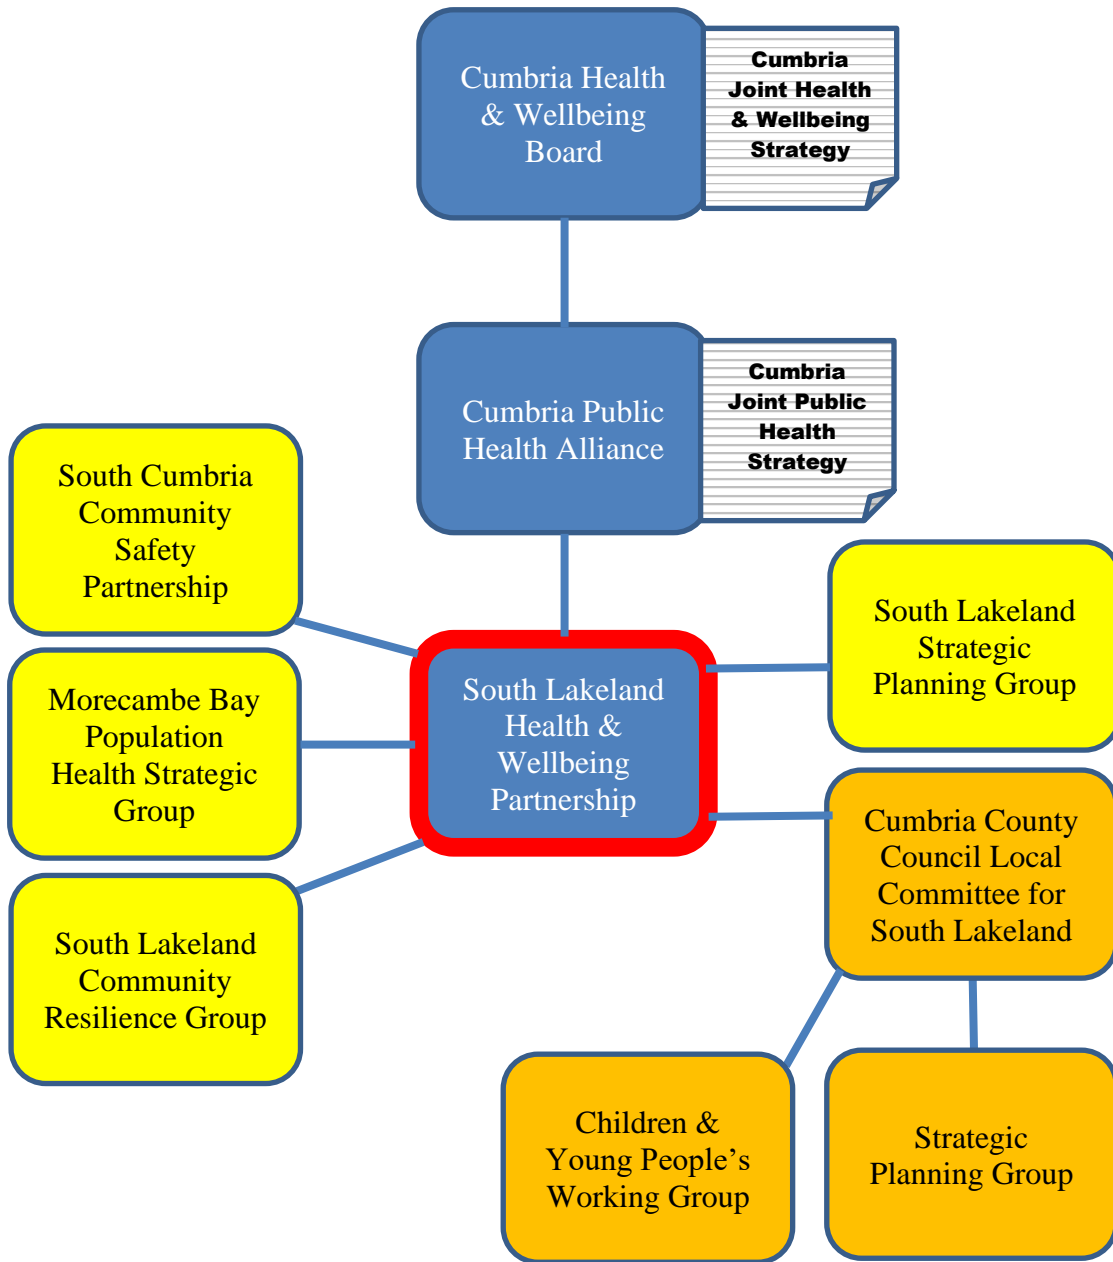 Cumbria Health
& Wellbeing
Board
Cumbria
Joint Health
& Wellbeing
Strategy
Cumbria Public
Health Alliance
Cumbria
Joint Public
Health
Strategy
South Cumbria
Community
Safety
Partnership
Morecambe Bay
Population
Health Strategic
Group
South Lakeland
Community
Resilience Group
South Lakeland
Health &
Wellbeing
Partnership
South Lakeland
Strategic
Planning Group
Cumbria County
Council Local
Committee for
South Lakeland
Children &
Young People’s
Working Group
Strategic
Planning Group